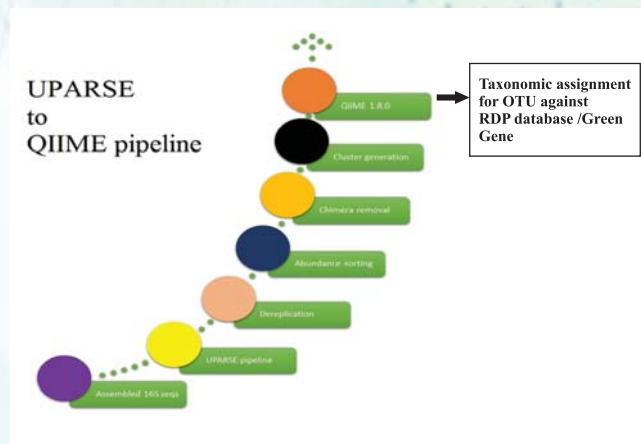 UPARSE
to
QIIME pipeline
QIIME 1.8.0
Taxonomic assignment
for OTU against
RDP database /Green
Gene
Cluster generation
Chimera removal
Abundance sorting
Dereplication
UPARSE pipeline
Assembled 16S seqs